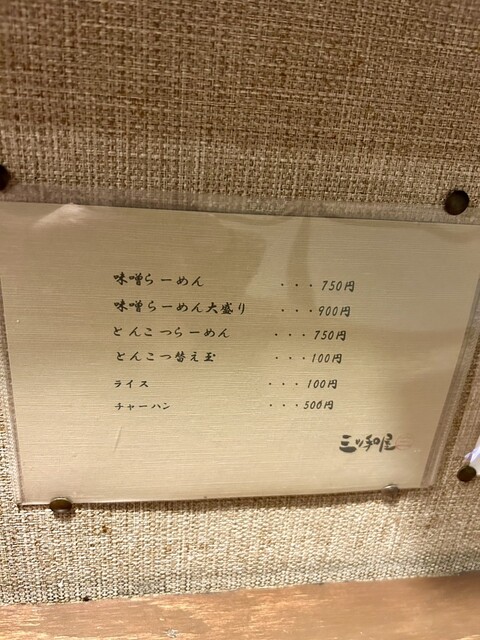 味噌らーめん ・・・750円
味噌らーめん大盛り ・・・900円
とんこつらーめん ・・・750円
とんこつ替え玉 ・・・100円
ライス ・・・100円
チャーハン ・・・500円
三ツ和屋